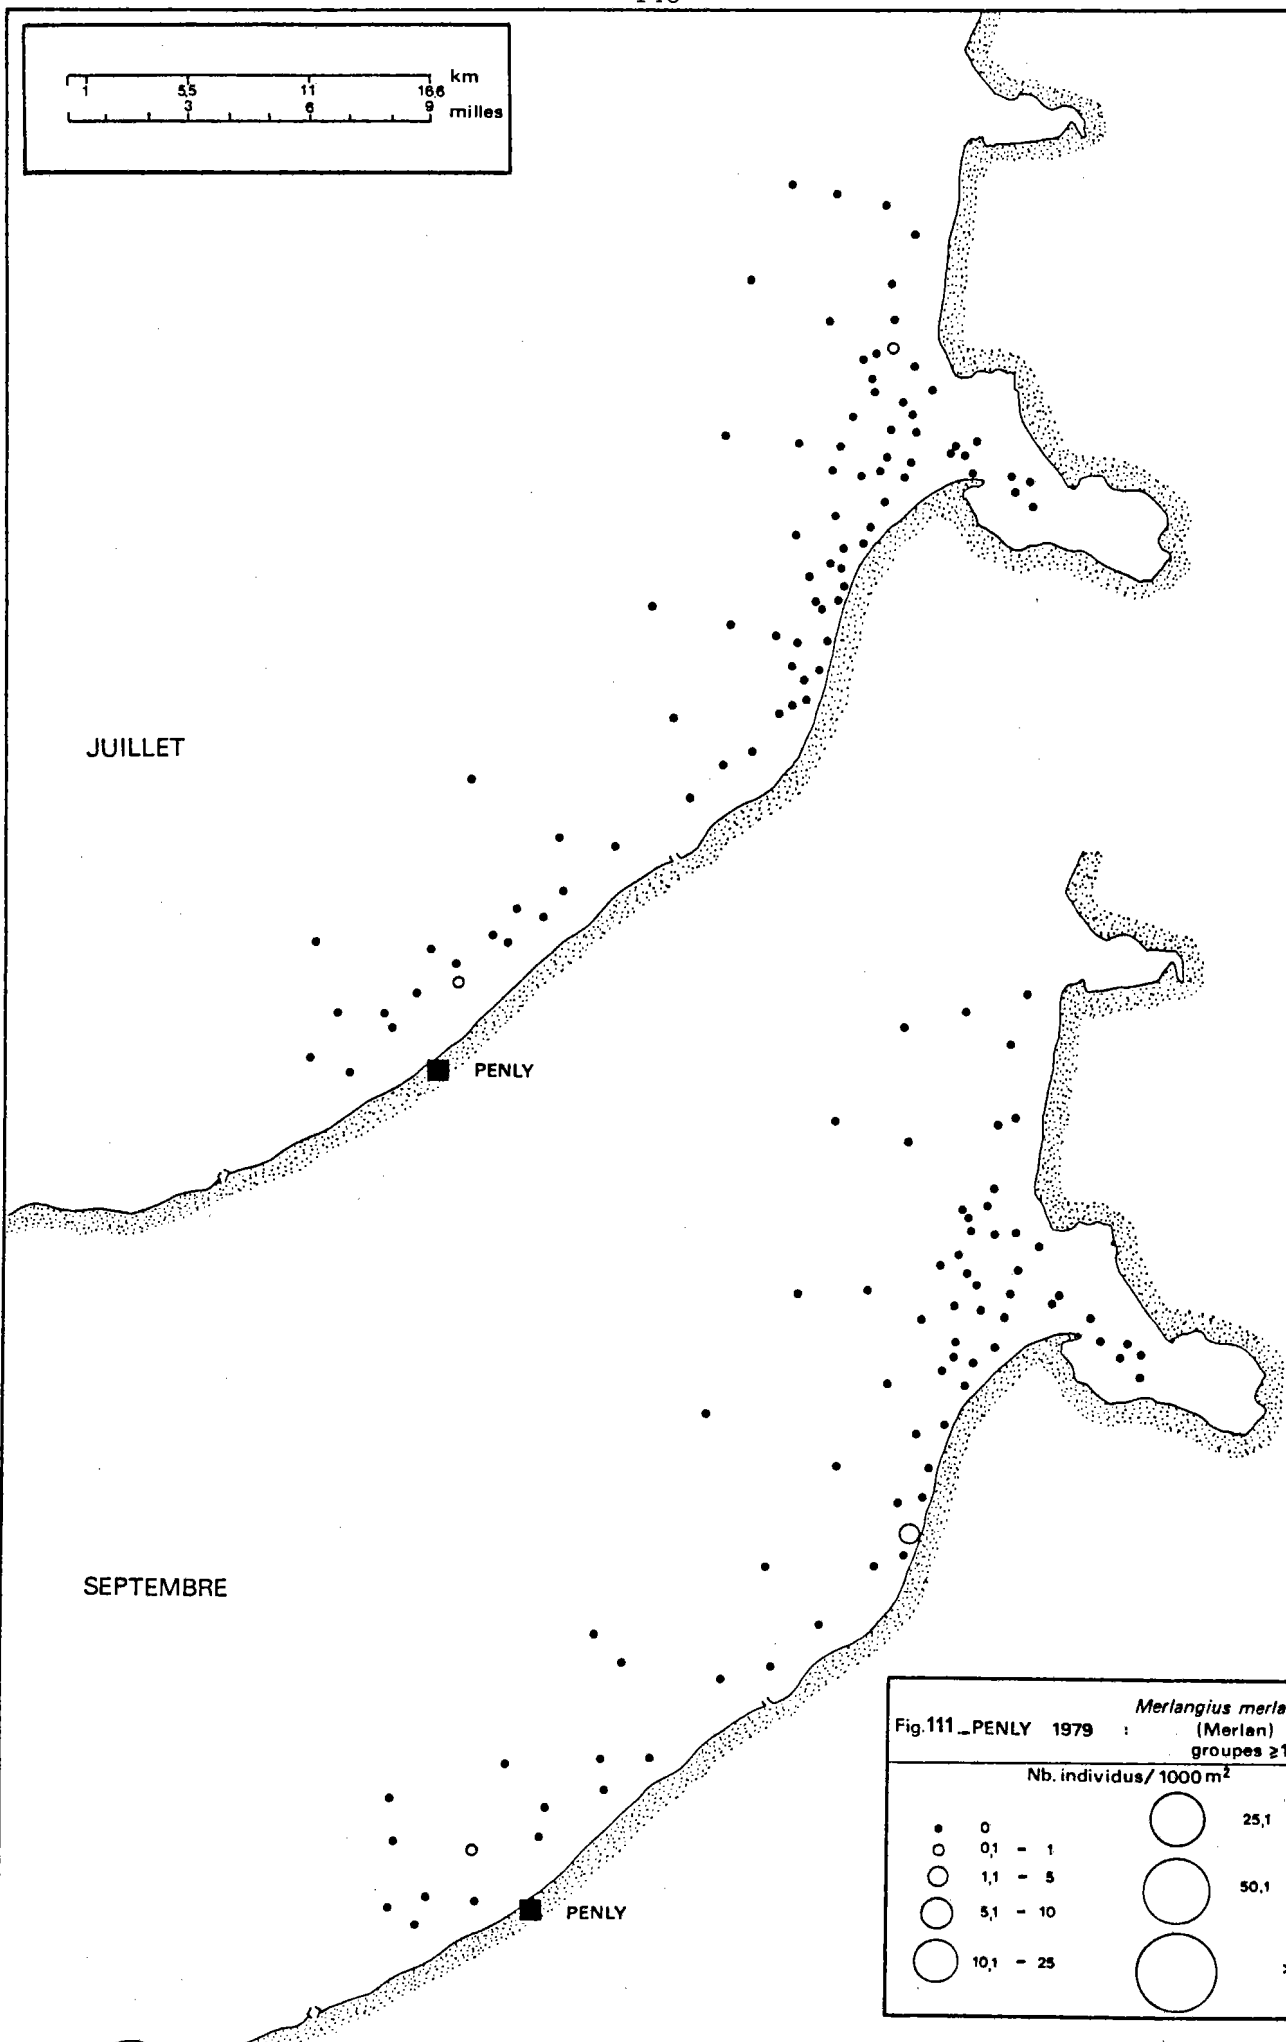 km
1 5,5 11 16,6
3 6 9
milles
JUILLET
PENLY
SEPTEMBRE
PENLY
Fig.111_PENLY 1979 :
Merlangius merla
(Merlan)
groupes ≥1
Nb. individus/1000 m²
0
0,1 - 1
1,1 - 5
5,1 - 10
10,1 - 25
25,1
50,1